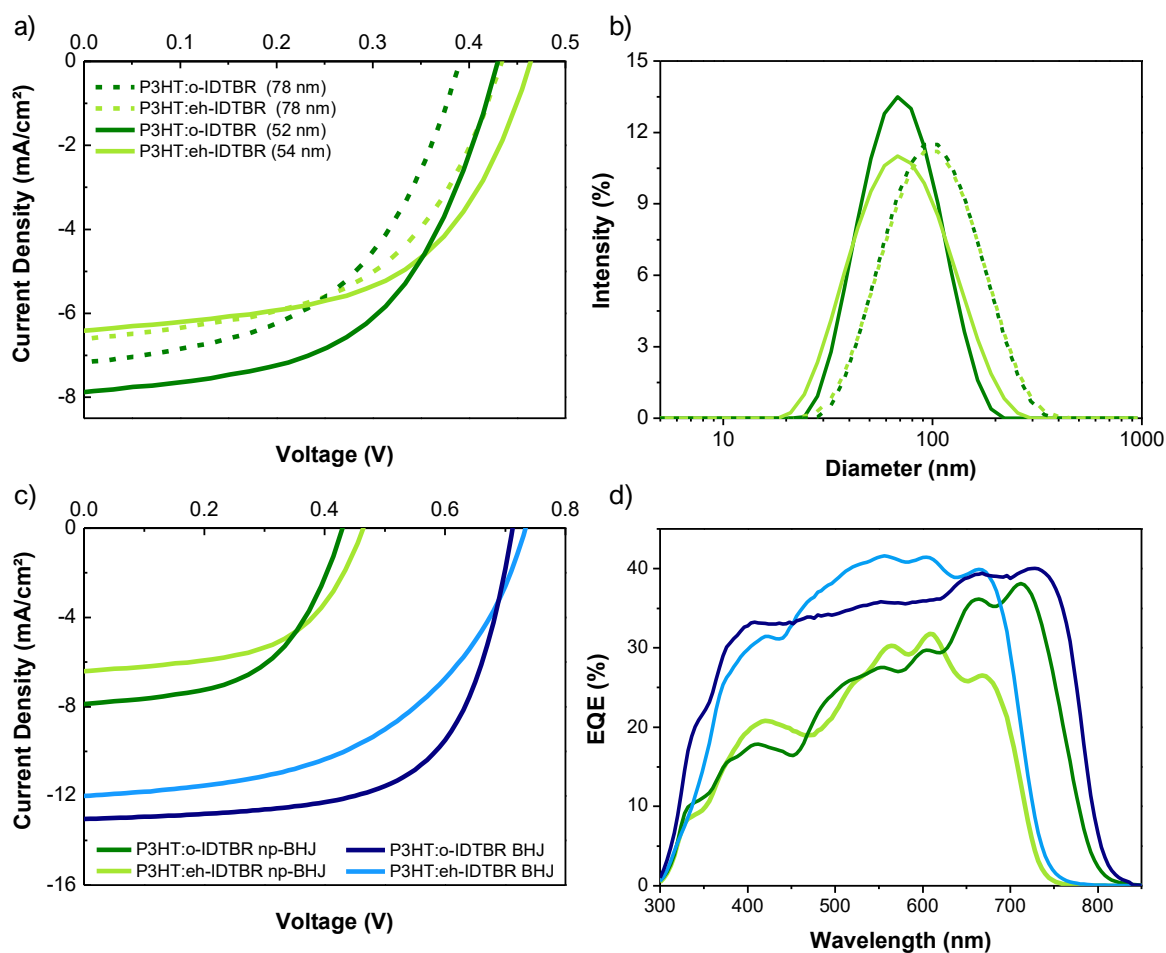 a)
0.0 0.1 0.2 0.3 0.4 0.5
0
-2
-4
-6
-8
Current Density (mA/cm²)
P3HT:o-IDTBR (78 nm)
P3HT:eh-IDTBR (78 nm)
P3HT:o-IDTBR (52 nm)
P3HT:eh-IDTBR (54 nm)
Voltage (V)
b)
15
12
9
6
3
0
Intensity (%)
10 100 1000
Diameter (nm)
c)
0.0 0.2 0.4 0.6 0.8
0
-4
-8
-12
-16
Current Density (mA/cm²)
P3HT:o-IDTBR np-BHJ P3HT:o-IDTBR BHJ
P3HT:eh-IDTBR np-BHJ P3HT:eh-IDTBR BHJ
Voltage (V)
d)
40
30
20
10
0
EQE (%)
300 400 500 600 700 800
Wavelength (nm)